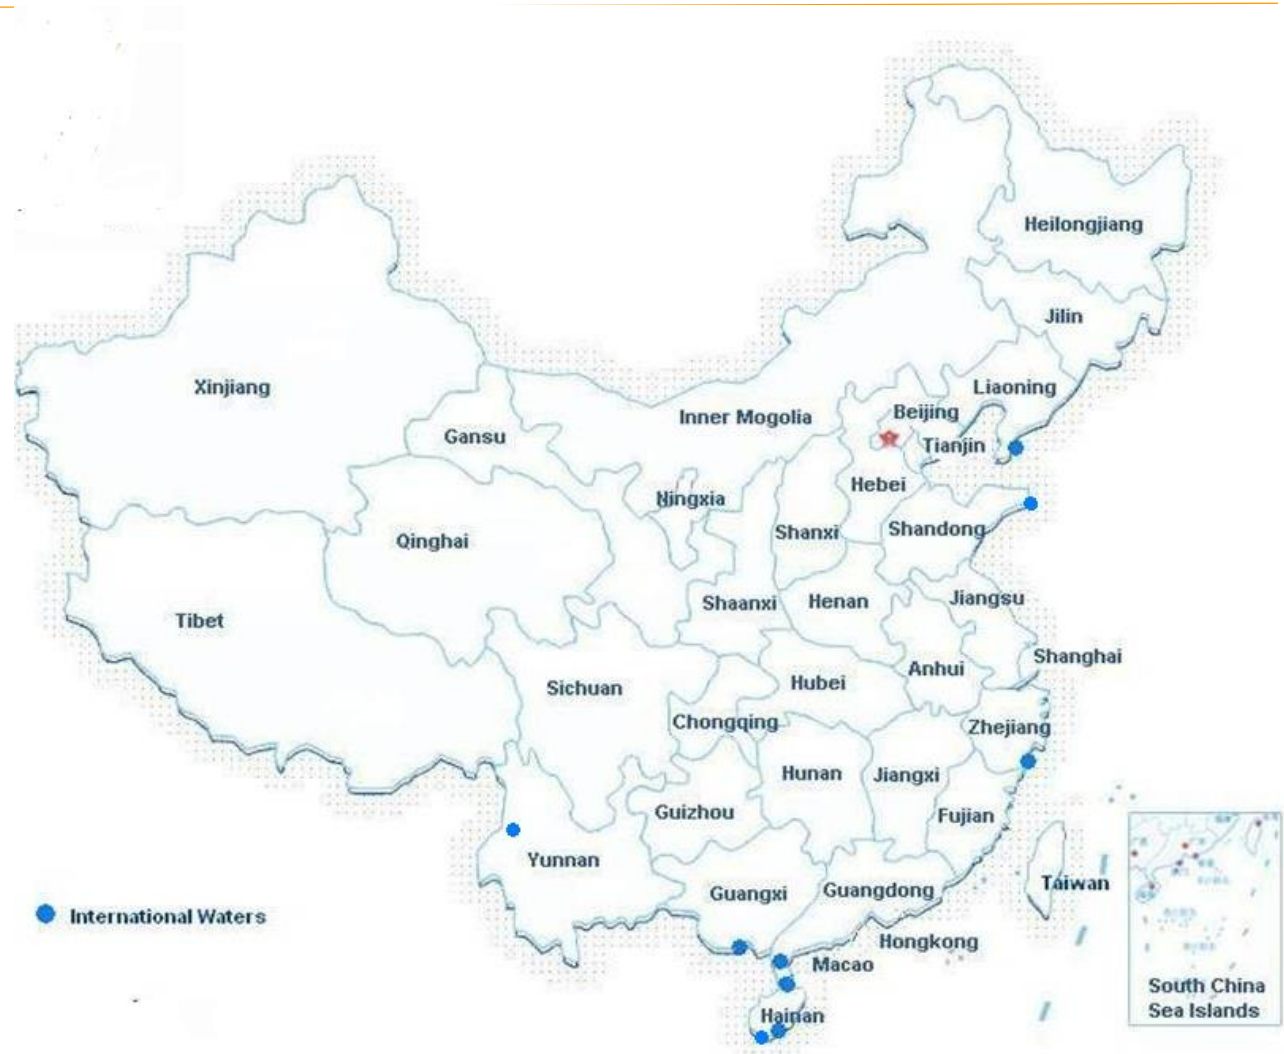 Heilongjiang
Jilin
Xinjiang
Liaoning
Inner Mogolia
Beijing
Gansu
Tianjin
Hebei
Ningxia
Shanxi
Shandong
Qinghai
Shaanxi
Henan
Jiangsu
Tibet
Shanghai
Anhui
Sichuan
Hubei
Chongqing
Zhejiang
Hunan
Jiangxi
Guizhou
Fujian
Yunnan
Taiwan
Guangxi
Guangdong
International Waters
Hongkong
Macao
South China
Sea Islands
Hainan